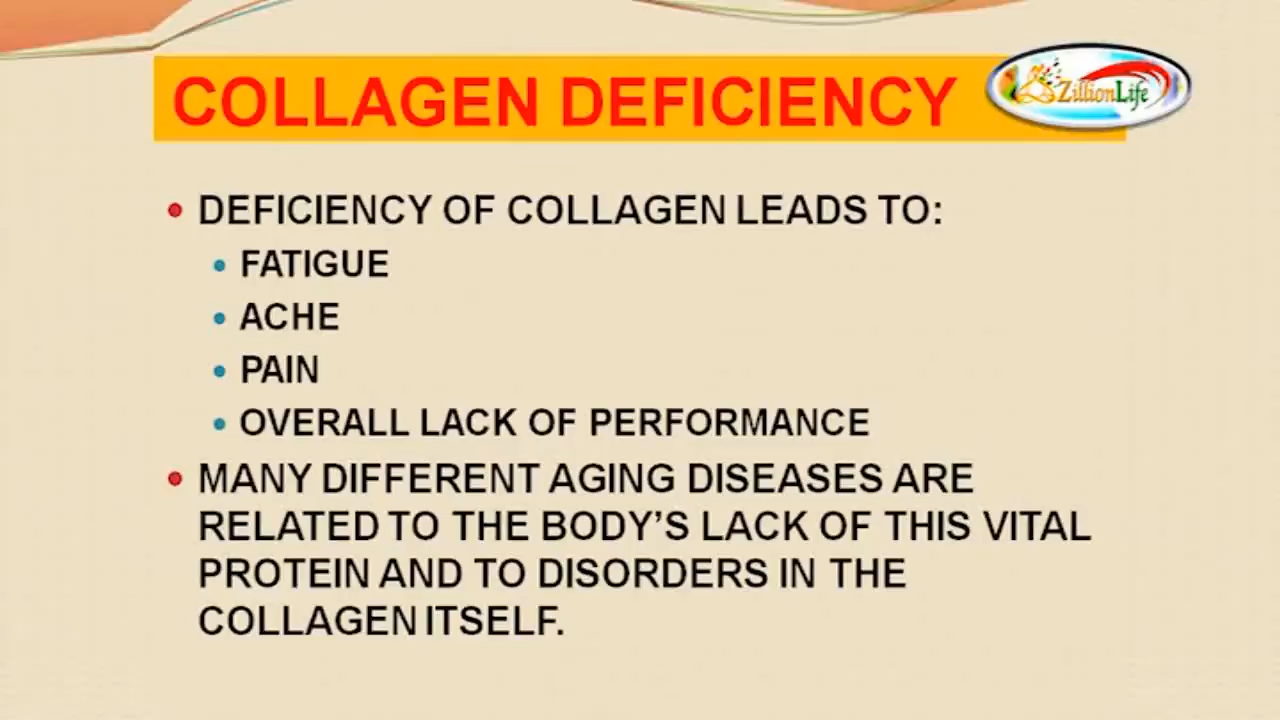 COLLAGEN DEFICIENCY
ZillionLife
• DEFICIENCY OF COLLAGEN LEADS TO:
• FATIGUE
• ACHE
• PAIN
• OVERALL LACK OF PERFORMANCE
• MANY DIFFERENT AGING DISEASES ARE
RELATED TO THE BODY’S LACK OF THIS VITAL
PROTEIN AND TO DISORDERS IN THE
COLLAGEN ITSELF.